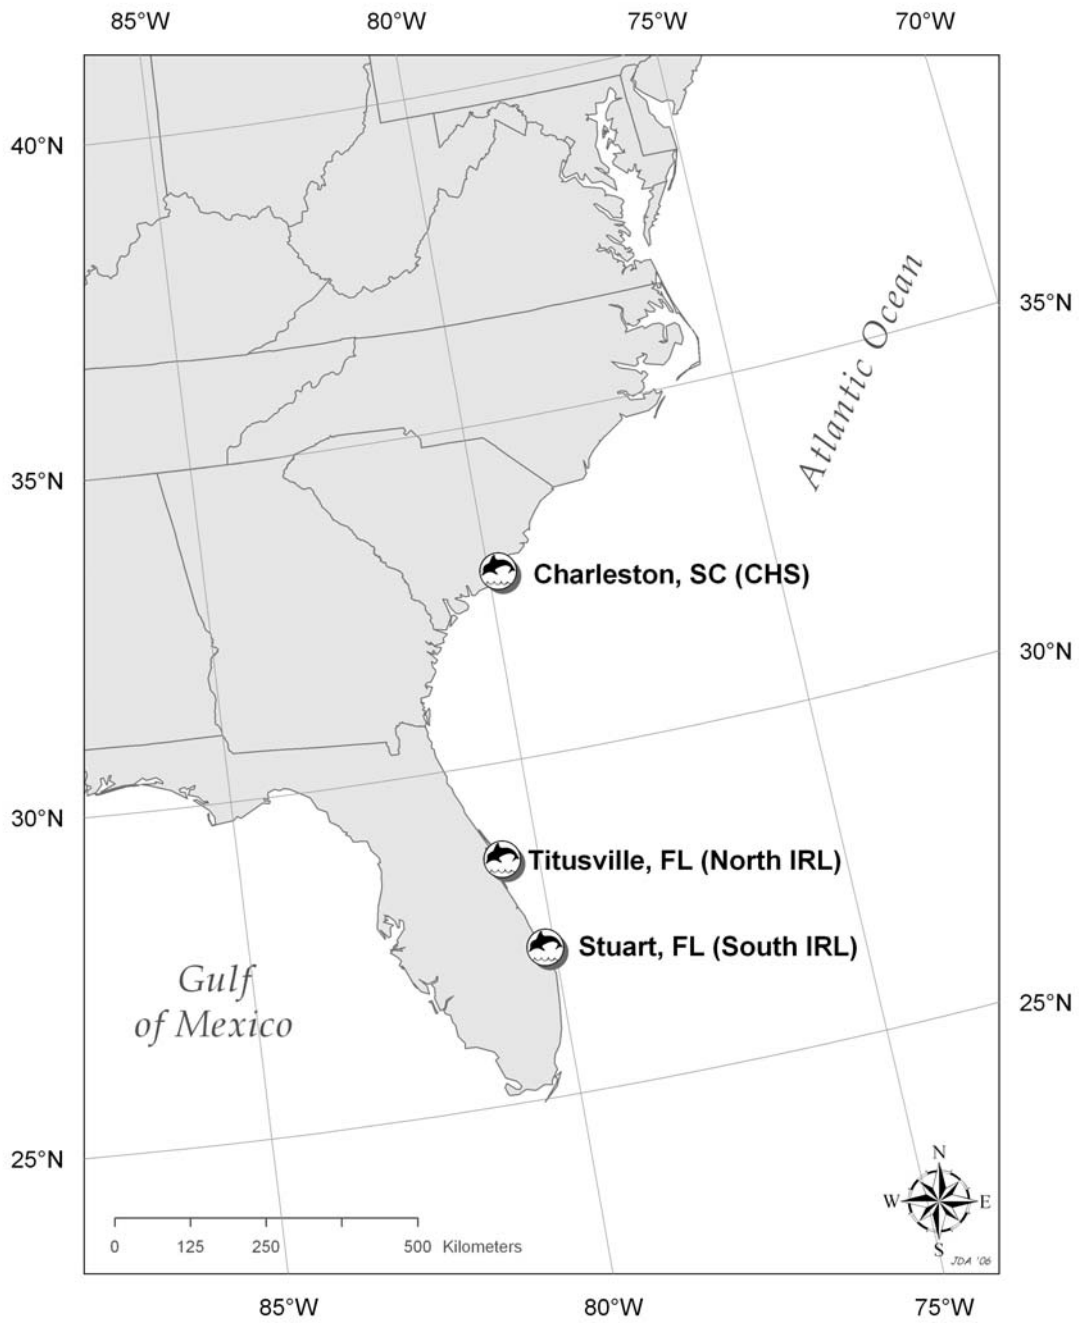 85°W 80°W 75°W 70°W
40°N
35°N
Atlantic Ocean
35°N
Charleston, SC (CHS)
30°N
30°N
Titusville, FL (North IRL)
Stuart, FL (South IRL)
Gulf
of Mexico
25°N
25°N
N
W E
S
0 125 250 500 Kilometers
JDA '06
85°W 80°W 75°W